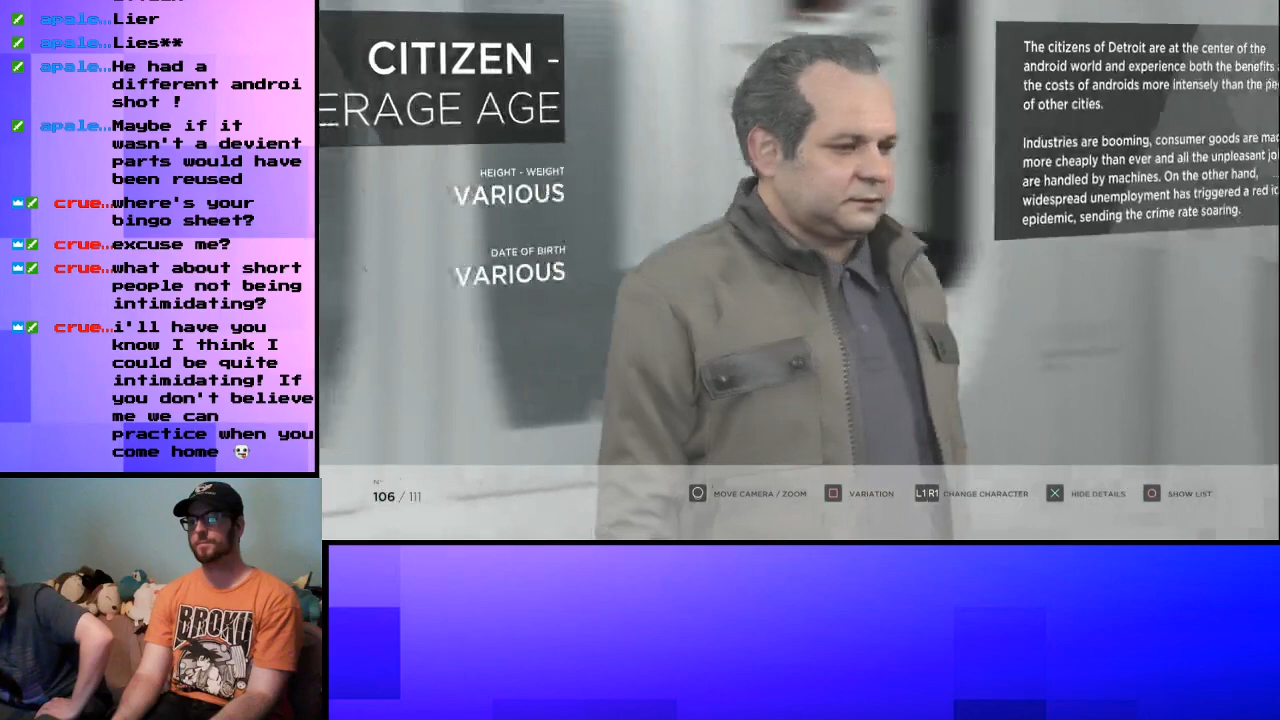 apale...Lier
apale...Lies**
apale...He had a
different androi
shot !
apale...Maybe if it
wasn't a devient
parts would have
been reused
crue...where's your
bingo sheet?
crue...excuse me?
crue...what about short
people not being
intimidating?
crue...i'll have you
know I think I
could be quite
intimidating! If
you don't believe
me we can
practice when you
come home
CITIZEN -
ERAGE AGE
HEIGHT - WEIGHT
VARIOUS
DATE OF BIRTH
VARIOUS
The citizens of Detroit are at the center of the
android world and experience both the benefits
the costs of androids more intensely than the pe
of other cities.
Industries are booming, consumer goods are mad
more cheaply than ever and all the unpleasant jo
are handled by machines. On the other hand,
widespread unemployment has triggered a red ic
epidemic, sending the crime rate soaring.
N°
106 / 111
MOVE CAMERA / ZOOM
VARIATION
L1 R1 CHANGE CHARACTER
HIDE DETAILS
SHOW LIST
BROKU